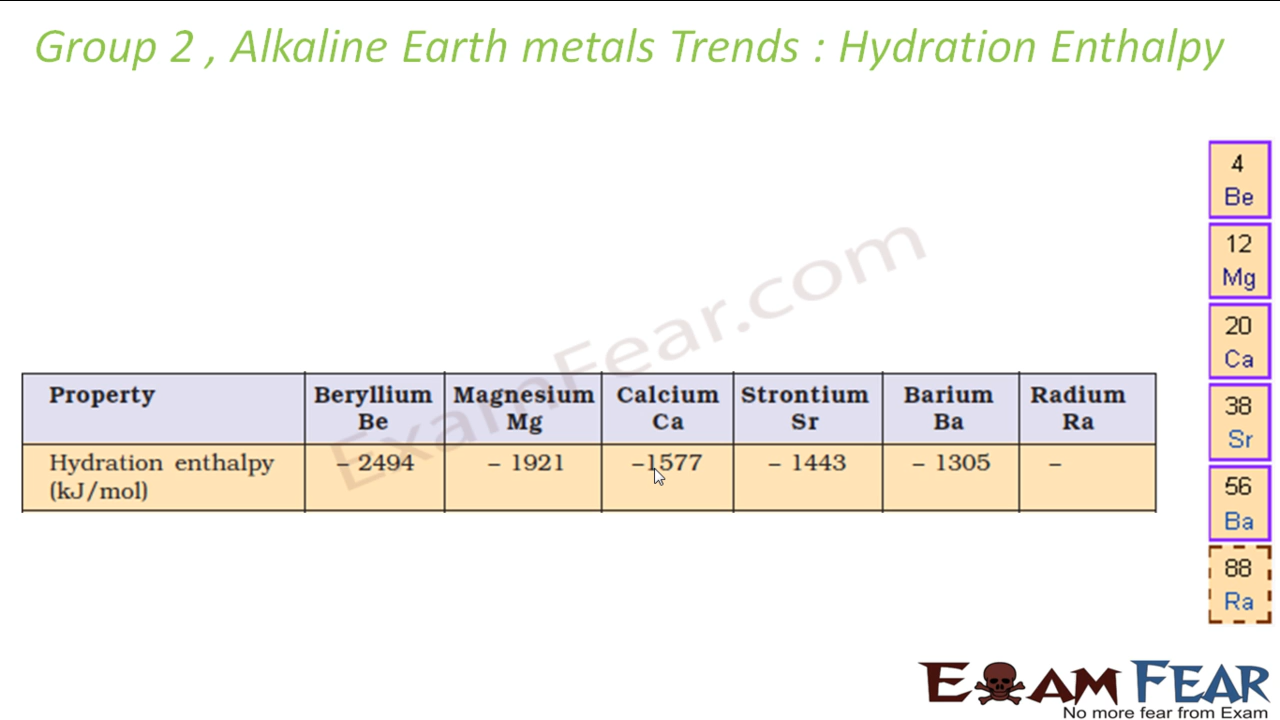 Group 2 , Alkaline Earth metals Trends : Hydration Enthalpy
4
Be
12
Mg
20
Ca
38
Sr
56
Ba
88
Ra
ExamFear.com
Property Beryllium Magnesium Calcium Strontium Barium Radium
Be Mg Ca Sr Ba Ra
Hydration enthalpy – 2494 – 1921 –1577 – 1443 – 1305 –
(kJ/mol)
EXAM FEAR
No more fear from Exam